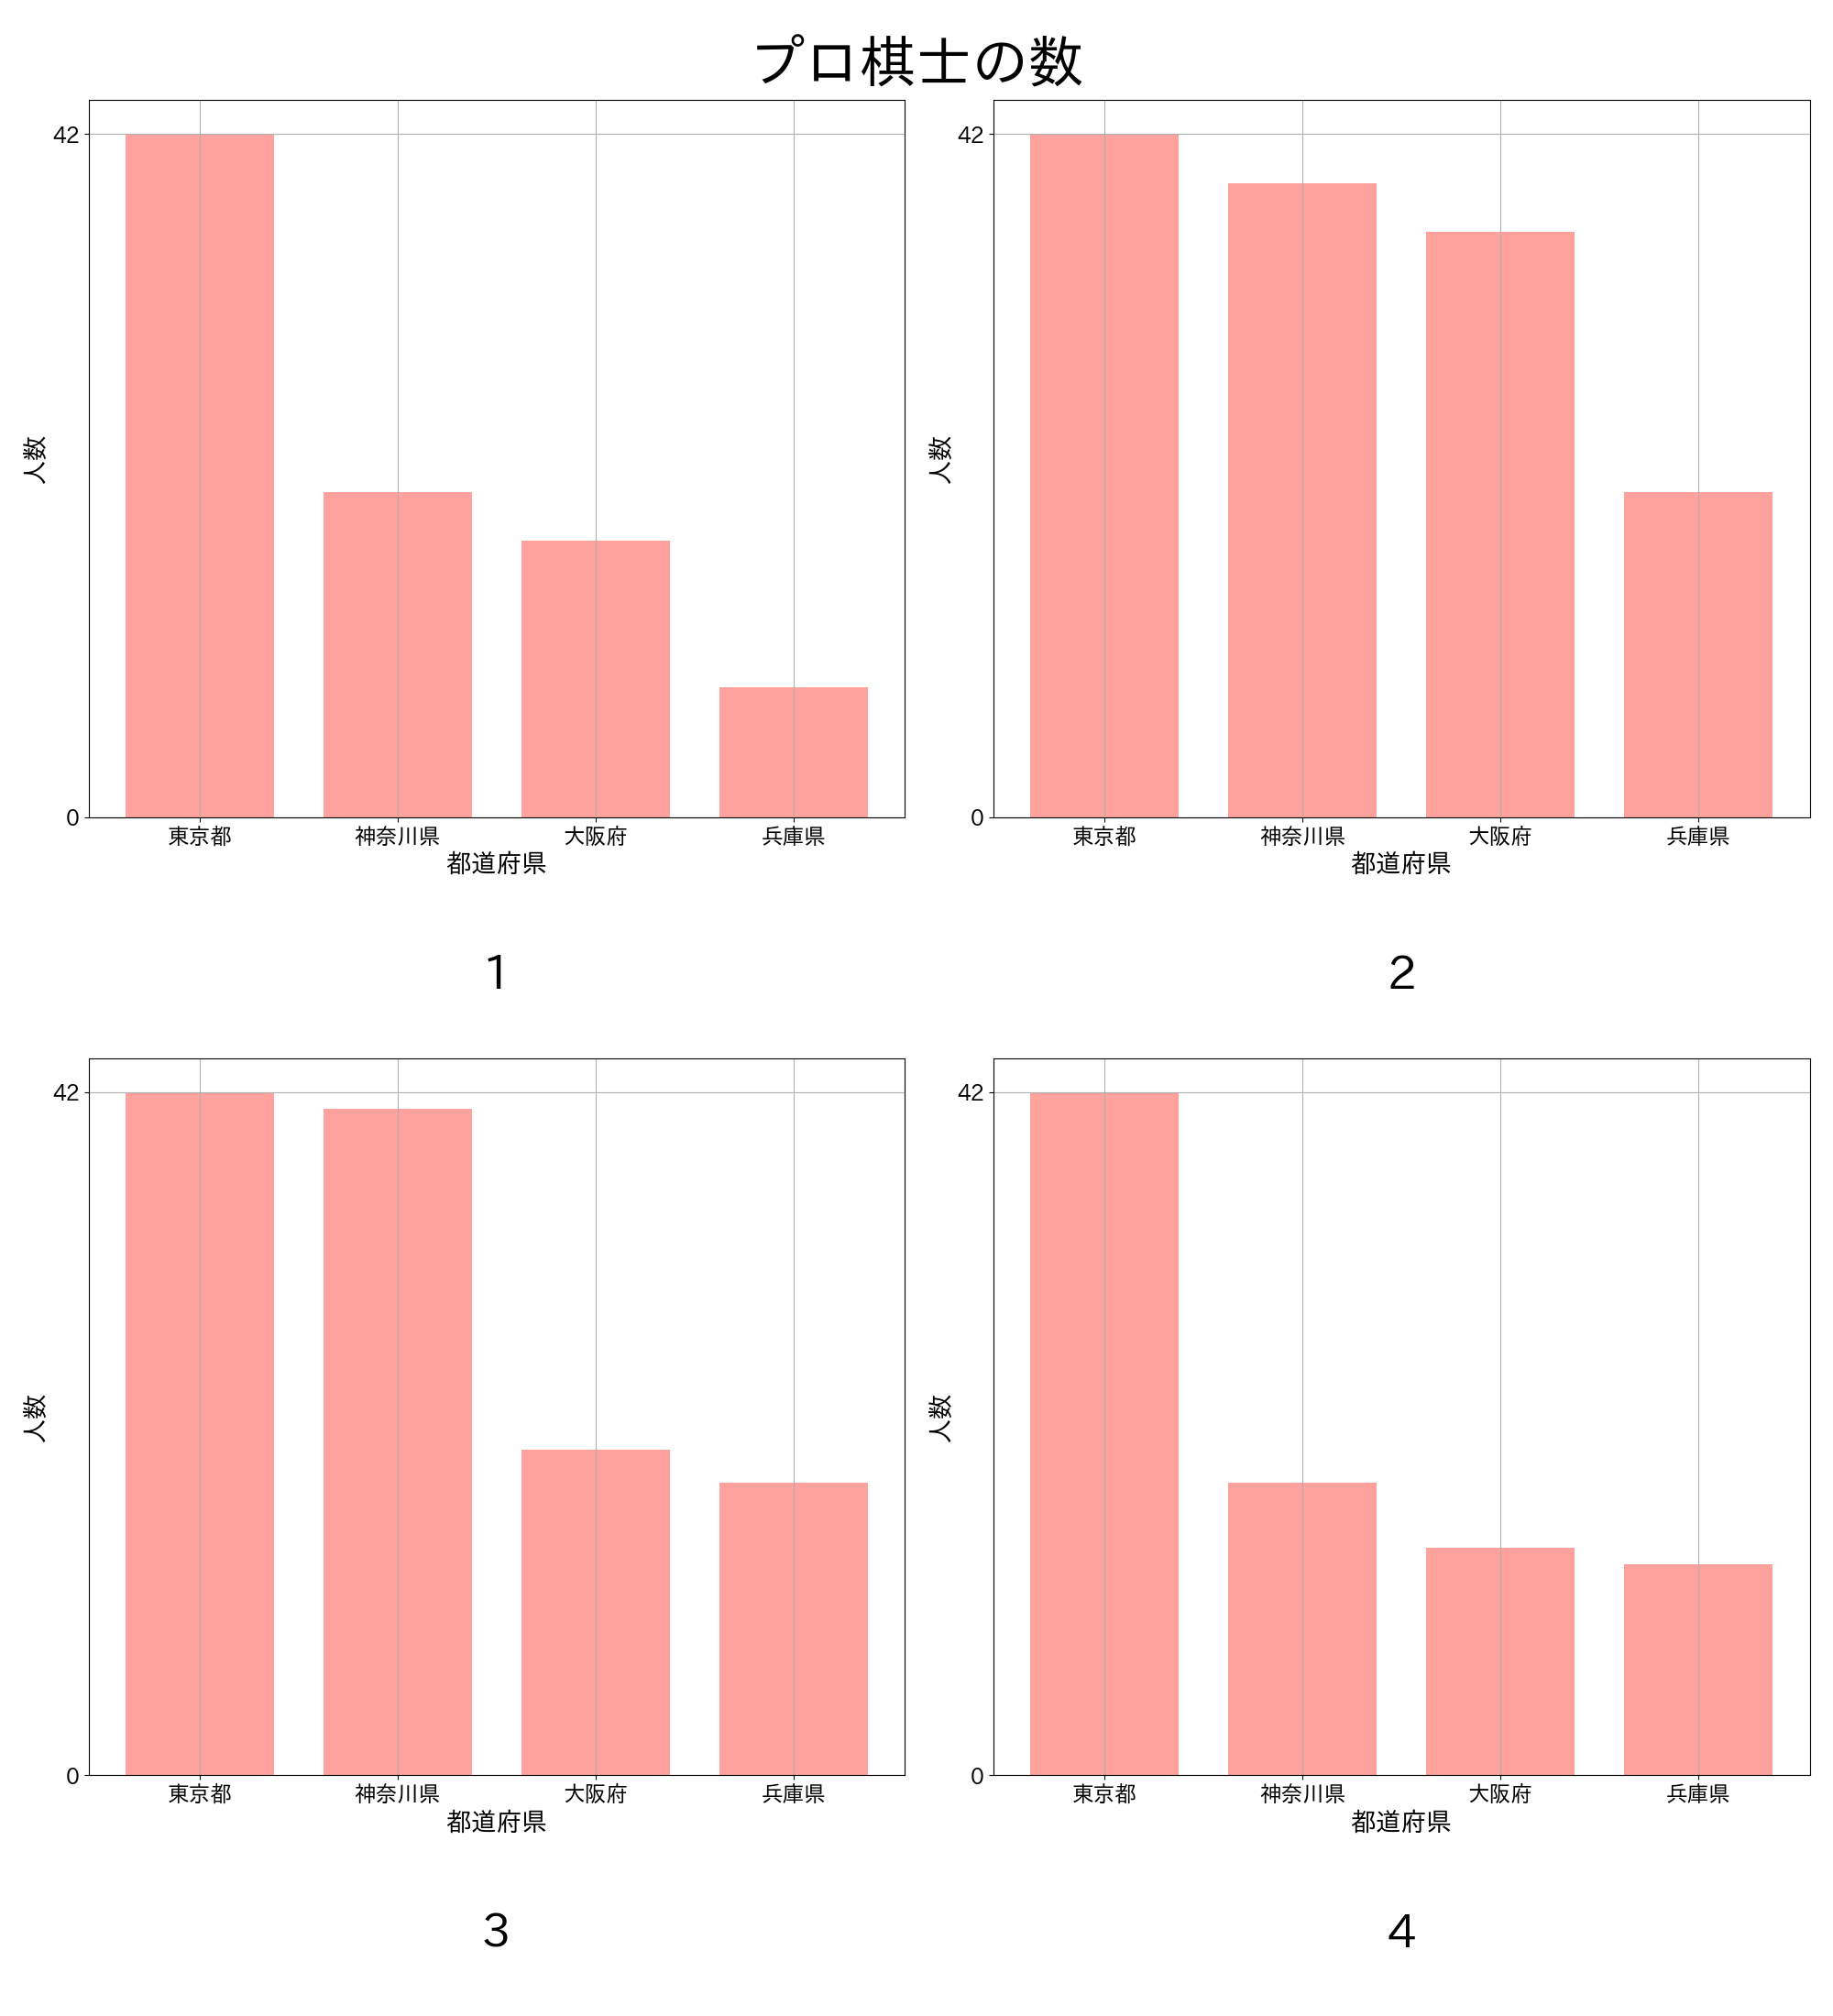 プロ棋士の数
42
人数
0
東京都 神奈川県 大阪府 兵庫県
都道府県
1
42
人数
0
東京都 神奈川県 大阪府 兵庫県
都道府県
2
42
人数
0
東京都 神奈川県 大阪府 兵庫県
都道府県
3
42
人数
0
東京都 神奈川県 大阪府 兵庫県
都道府県
4